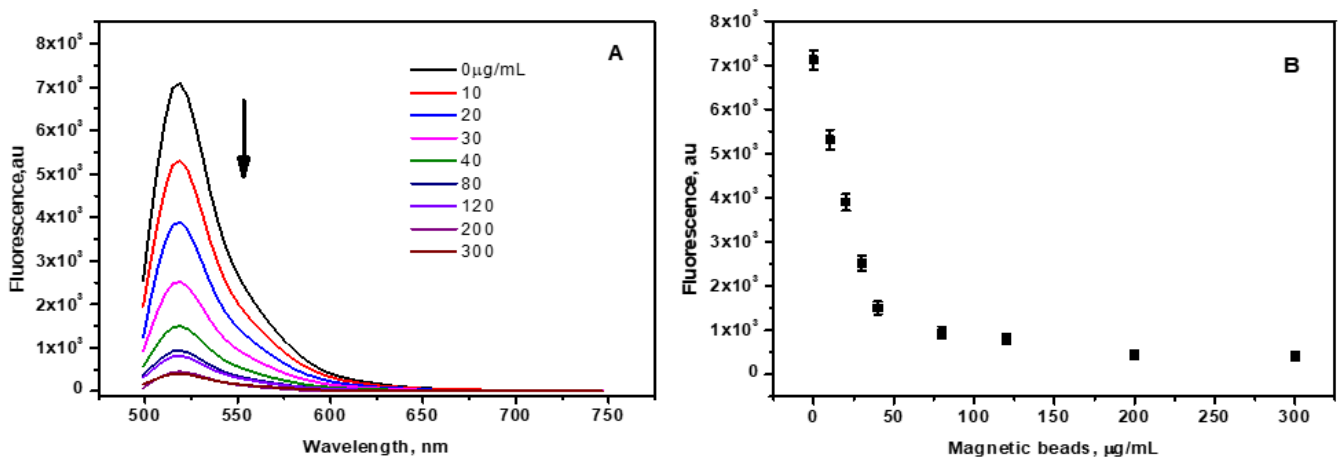 A
8x10³
7x10³
6x10³
5x10³
4x10³
3x10³
2x10³
1x10³
0
Fluorescence,au
0μg/mL
10
20
30
40
80
120
200
300
500 550 600 650 700 750
Wavelength, nm
B
8x10³
7x10³
6x10³
5x10³
4x10³
3x10³
2x10³
1x10³
0
Fluorescence, au
0 50 100 150 200 250 300
Magnetic beads, μg/mL